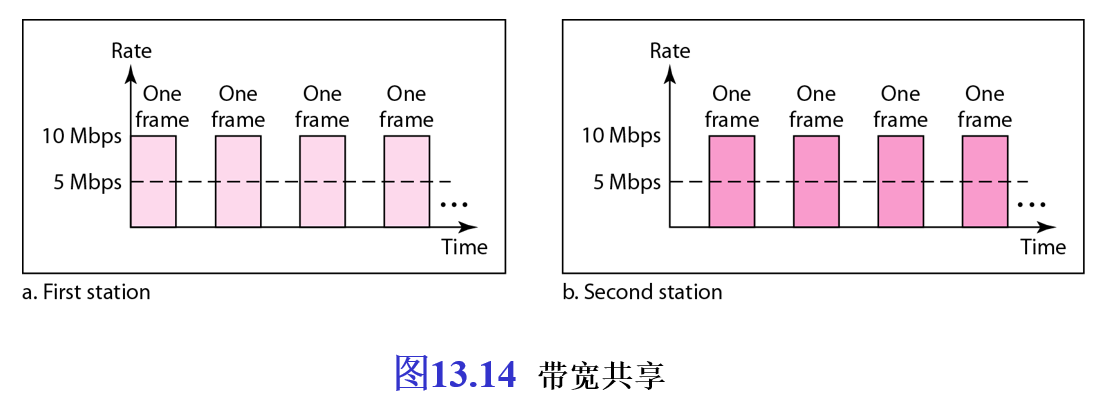 Rate
One frame
One frame
One frame
One frame
10 Mbps
5 Mbps
...
Time
a. First station
Rate
One frame
One frame
One frame
One frame
10 Mbps
5 Mbps
...
Time
b. Second station
图13.14 带宽共享